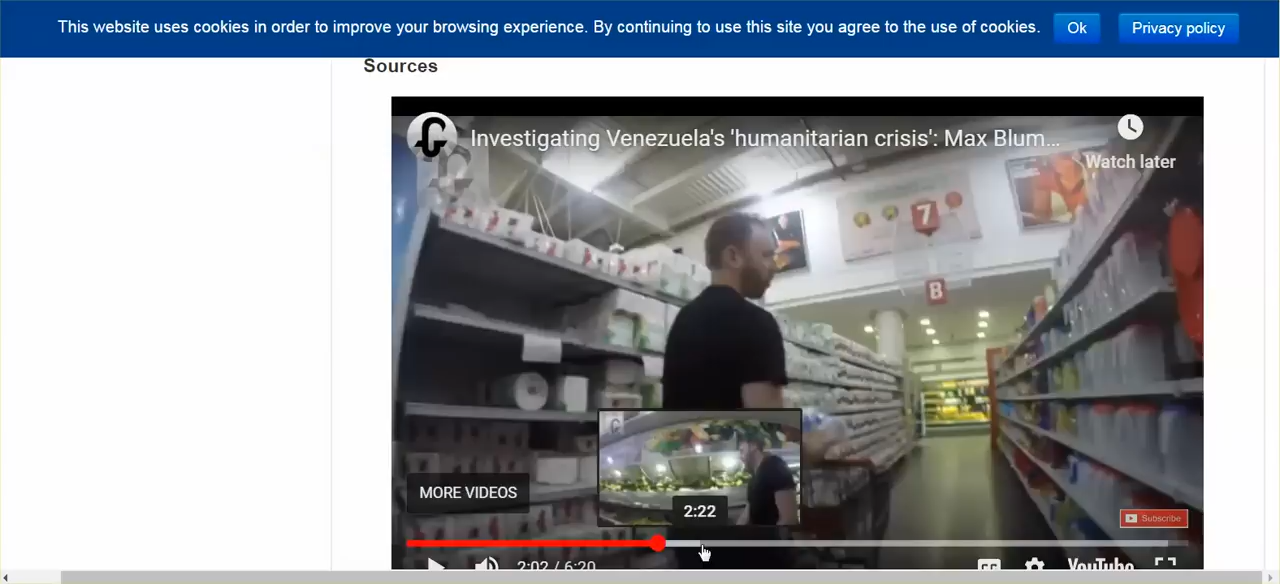 This website uses cookies in order to improve your browsing experience. By continuing to use this site you agree to the use of cookies.
Ok
Privacy policy
Sources
Investigating Venezuela's 'humanitarian crisis': Max Blum...
Watch later
7
B
MORE VIDEOS
2:22
Subscribe
2:02 / 6:20
CC
YouTube